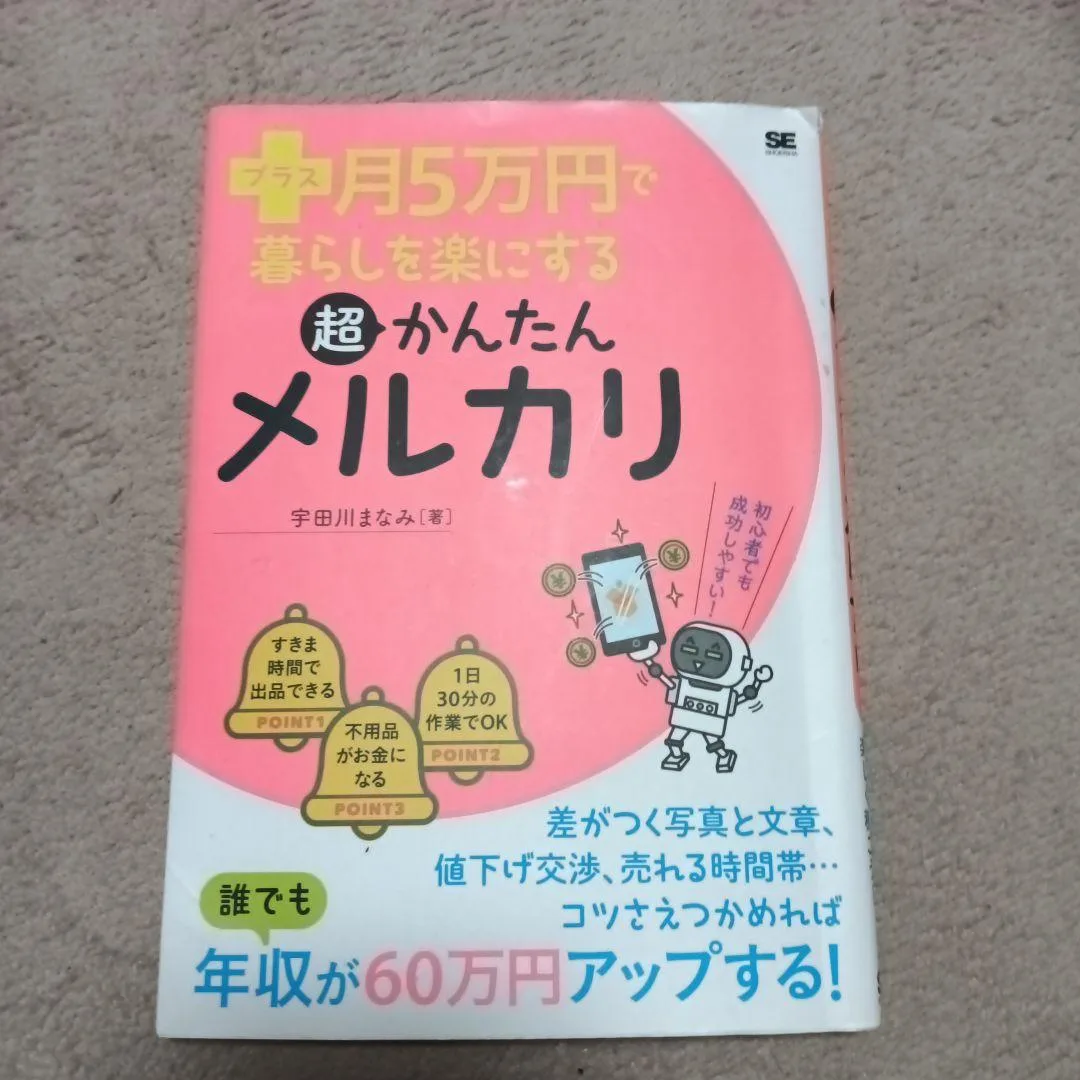 SE
SHOEISHA
プラス
月5万円で
暮らしを楽にする
超かんたん
メルカリ
宇田川まなみ[著]
初心者でも
成功しやすい!
すきま
時間で
出品できる
POINT1
1日
30分の
作業でOK
POINT2
不用品
がお金に
なる
POINT3
差がつく写真と文章、
値下げ交渉、売れる時間帯…
コツさえつかめれば
誰でも
年収が60万円アップする!